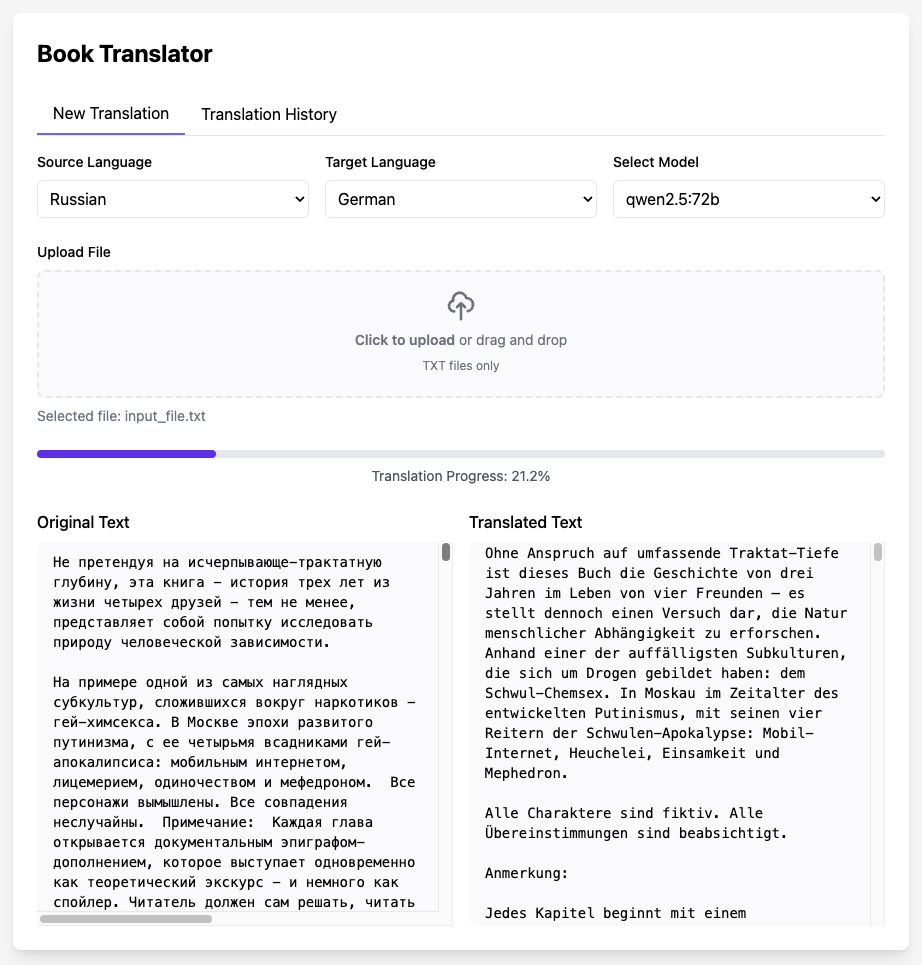 Book Translator
New Translation
Translation History
Source Language
Target Language
Select Model
Russian
German
qwen2.5:72b
Upload File
Click to upload or drag and drop
TXT files only
Selected file: input_file.txt
Translation Progress: 21.2%
Original Text
Не претендуя на исчерпывающе-трактатную
глубину, эта книга – история трех лет из
жизни четырех друзей – тем не менее,
представляет собой попытку исследовать
природу человеческой зависимости.
На примере одной из самых наглядных
субкультур, сложившихся вокруг наркотиков –
гей-химсекса. В Москве эпохи развитого
путинизма, с ее четырьмя всадниками гей-
апокалипсиса: мобильным интернетом,
лицемерием, одиночеством и мефедроном.  Все
персонажи вымышлены. Все совпадения
неслучайны.  Примечание:  Каждая глава
открывается документальным эпиграфом-
дополнением, которое выступает одновременно
как теоретический экскурс – и немного как
спойлер. Читатель должен сам решать, читать
Translated Text
Ohne Anspruch auf umfassende Traktat-Tiefe
ist dieses Buch die Geschichte von drei
Jahren im Leben von vier Freunden – es
stellt dennoch einen Versuch dar, die Natur
menschlicher Abhängigkeit zu erforschen.
Anhand einer der auffälligsten Subkulturen,
die sich um Drogen gebildet haben: dem
Schwul-Chemsex. In Moskau im Zeitalter des
entwickelten Putinismus, mit seinen vier
Reitern der Schwulen-Apokalypse: Mobil-
Internet, Heuchelei, Einsamkeit und
Mephedron.
Alle Charaktere sind fiktiv. Alle
Übereinstimmungen sind beabsichtigt.
Anmerkung:
Jedes Kapitel beginnt mit einem